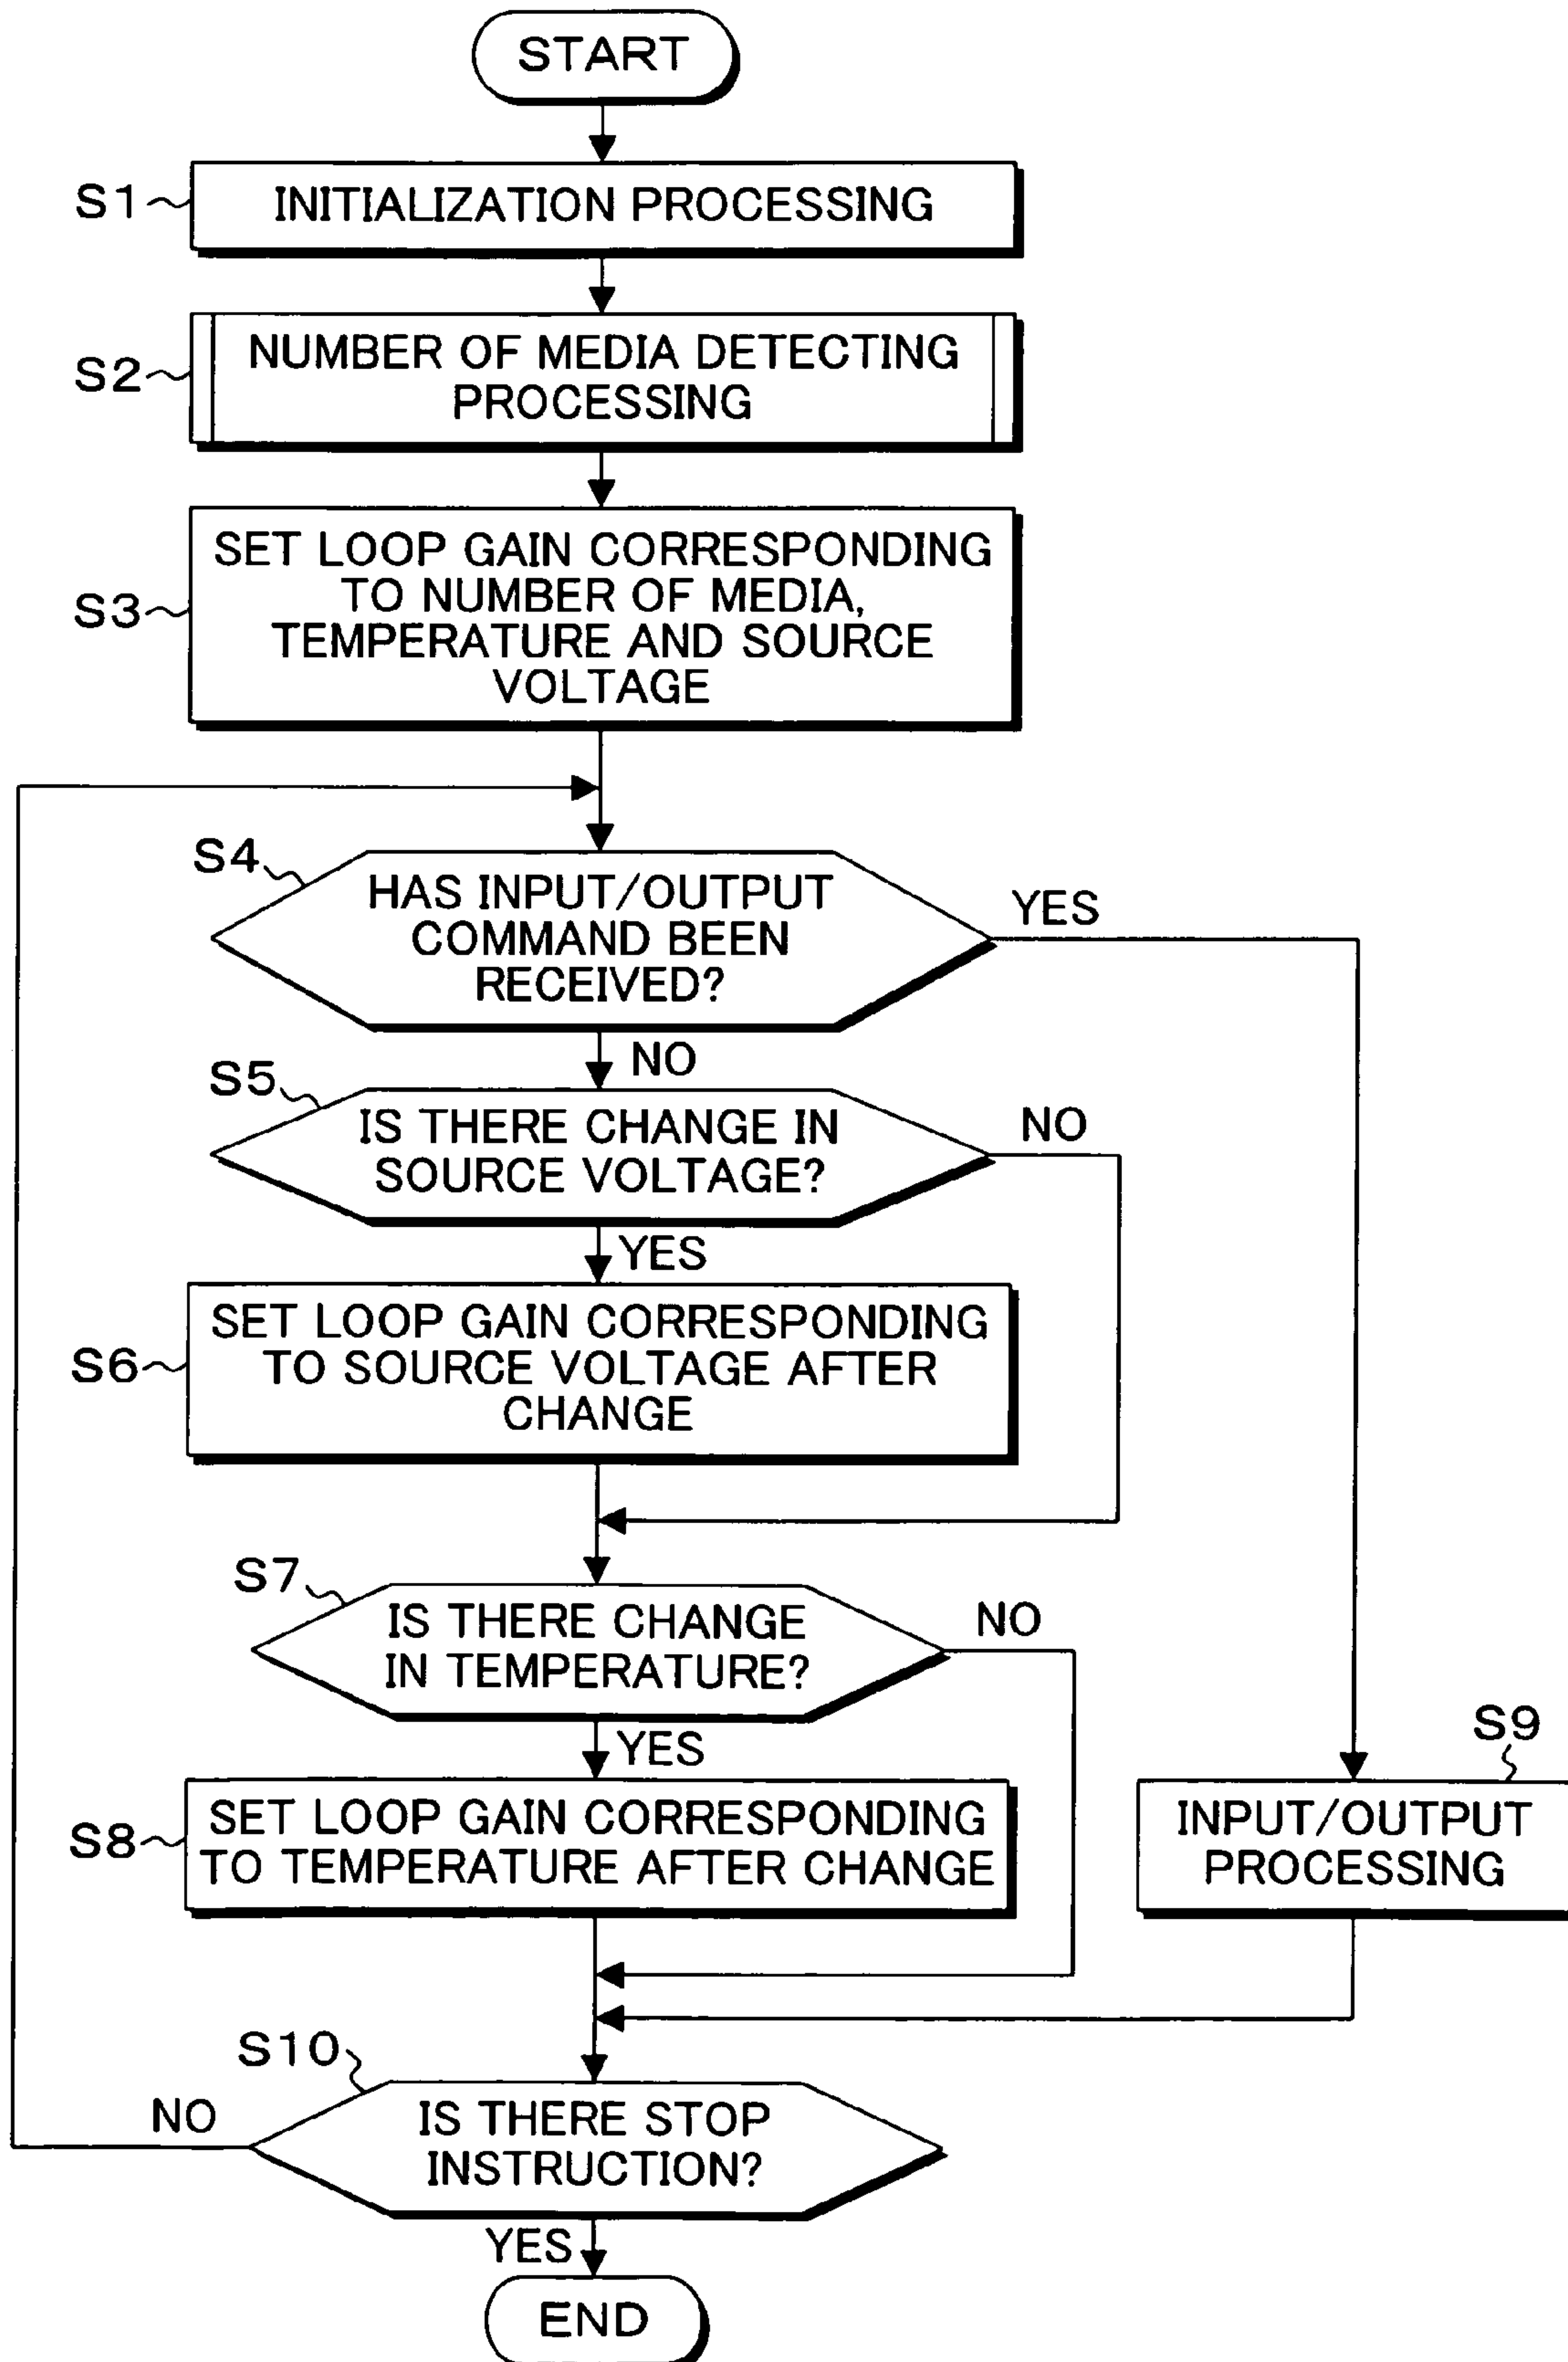 START
S1
INITIALIZATION PROCESSING
S2
NUMBER OF MEDIA DETECTING
PROCESSING
S3
SET LOOP GAIN CORRESPONDING
TO NUMBER OF MEDIA,
TEMPERATURE AND SOURCE
VOLTAGE
S4
HAS INPUT/OUTPUT
COMMAND BEEN
RECEIVED?
YES
NO
S5
IS THERE CHANGE IN
SOURCE VOLTAGE?
NO
YES
S6
SET LOOP GAIN CORRESPONDING
TO SOURCE VOLTAGE AFTER
CHANGE
S7
IS THERE CHANGE
IN TEMPERATURE?
NO
YES
S8
SET LOOP GAIN CORRESPONDING
TO TEMPERATURE AFTER CHANGE
S9
INPUT/OUTPUT
PROCESSING
S10
IS THERE STOP
INSTRUCTION?
NO
YES
END